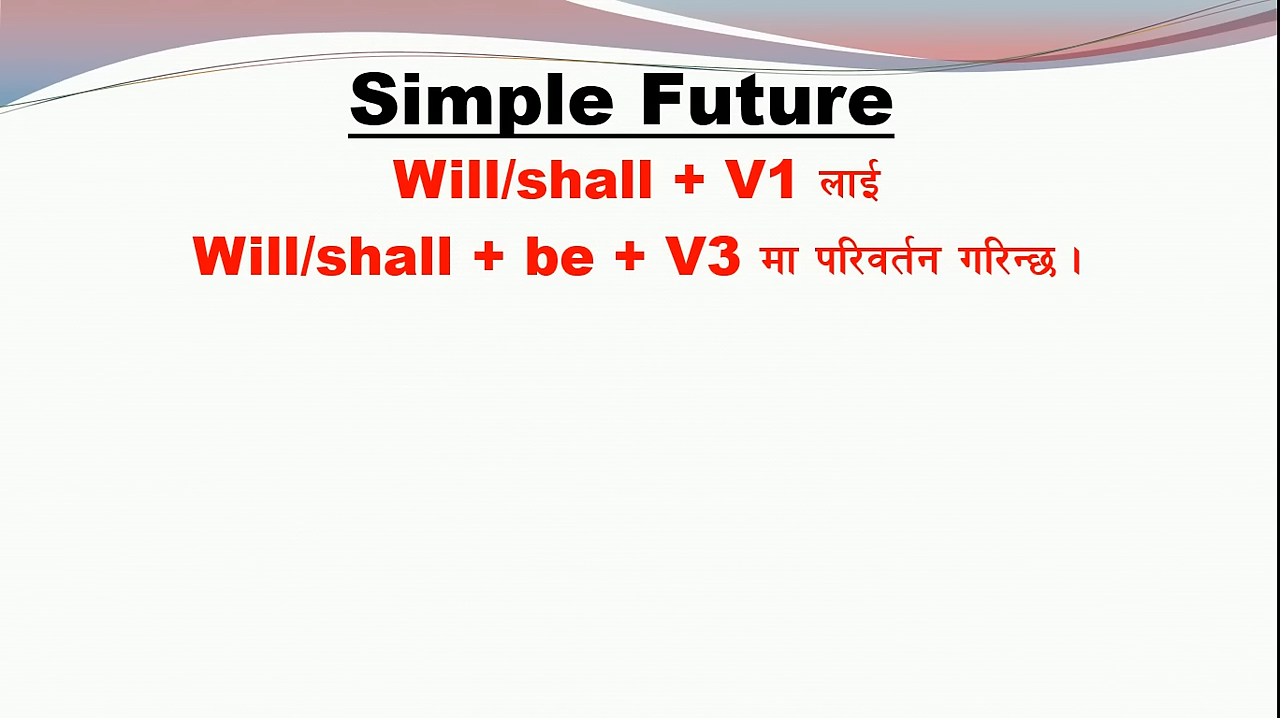 Simple Future
Will/shall + V1 लाई
Will/shall + be + V3 मा परिवर्तन गरिन्छ ।